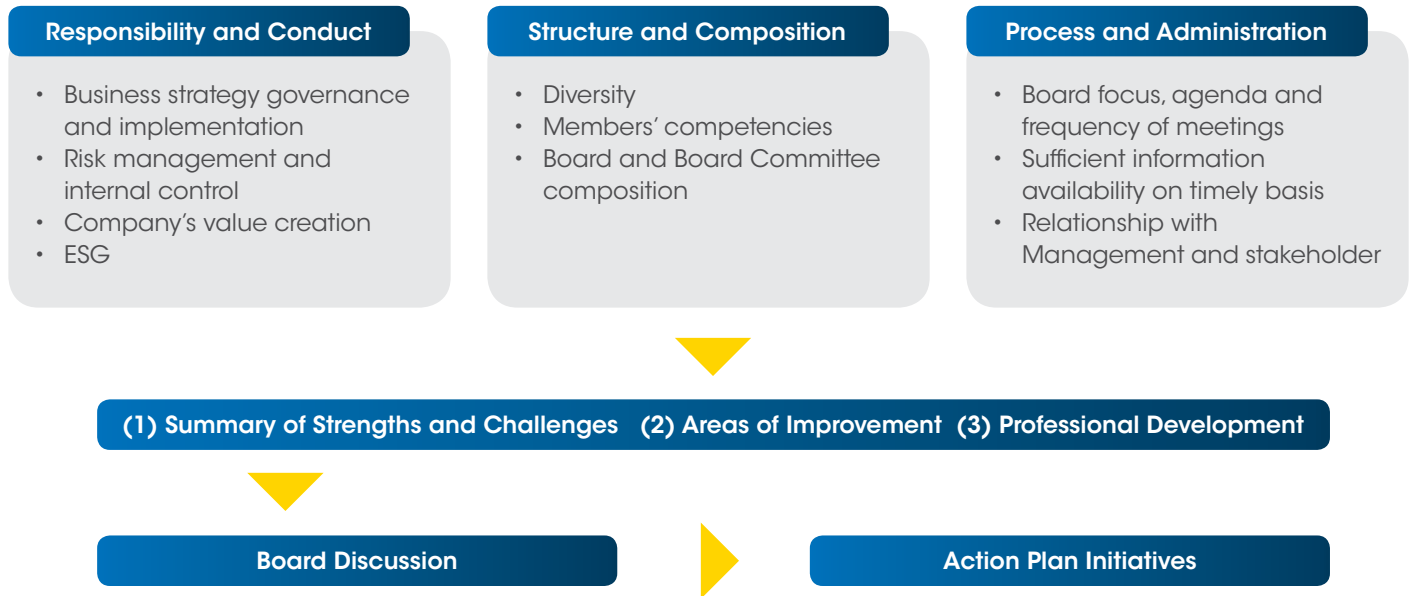 Responsibility and Conduct
• Business strategy governance
and implementation
• Risk management and
internal control
• Company's value creation
• ESG
Structure and Composition
• Diversity
• Members' competencies
• Board and Board Committee
composition
Process and Administration
• Board focus, agenda and
frequency of meetings
• Sufficient information
availability on timely basis
• Relationship with
Management and stakeholder
(1) Summary of Strengths and Challenges (2) Areas of Improvement (3) Professional Development
Board Discussion
Action Plan Initiatives